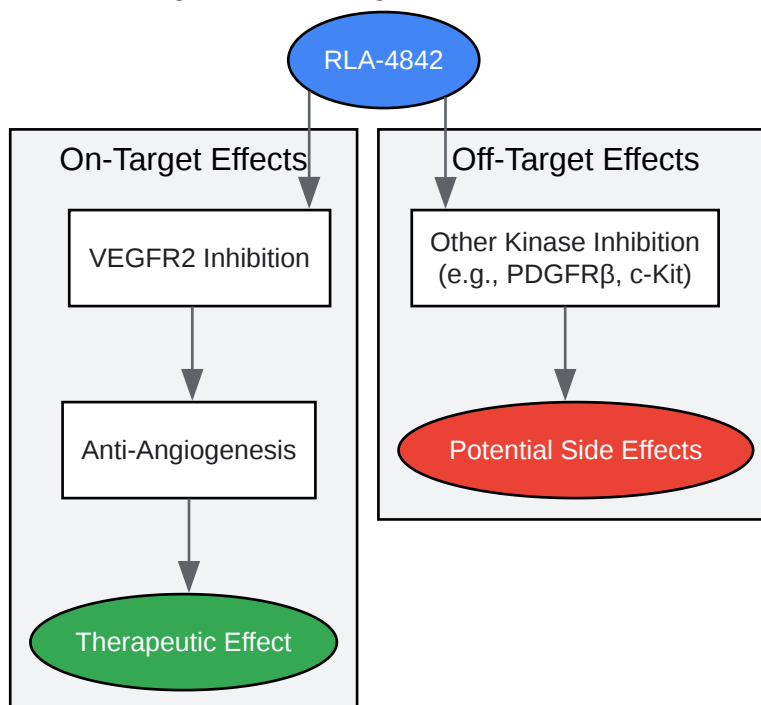 RLA-4842
On-Target Effects
VEGFR2 Inhibition
Anti-Angiogenesis
Therapeutic Effect
Off-Target Effects
Other Kinase Inhibition
(e.g., PDGFRβ, c-Kit)
Potential Side Effects